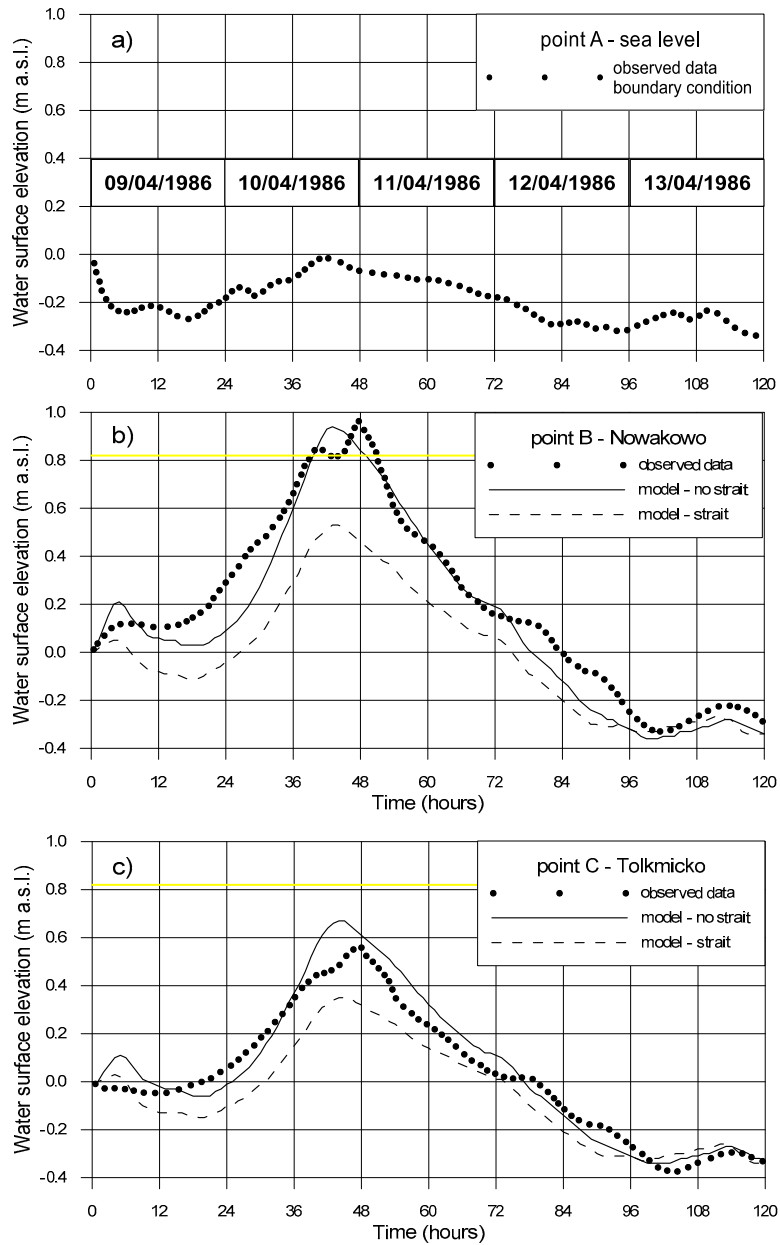 a)
point A - sea level
observed data
boundary condition
Water surface elevation (m a.s.l.)
1.0
0.8
0.6
0.4
0.2
0.0
-0.2
-0.4
09/04/1986 10/04/1986 11/04/1986 12/04/1986 13/04/1986
0 12 24 36 48 60 72 84 96 108 120
b)
point B - Nowakowo
observed data
model - no strait
model - strait
Water surface elevation (m a.s.l.)
1.0
0.8
0.6
0.4
0.2
0.0
-0.2
-0.4
0 12 24 36 48 60 72 84 96 108 120
Time (hours)
c)
point C - Tolkmicko
observed data
model - no strait
model - strait
Water surface elevation (m a.s.l.)
1.0
0.8
0.6
0.4
0.2
0.0
-0.2
-0.4
0 12 24 36 48 60 72 84 96 108 120
Time (hours)